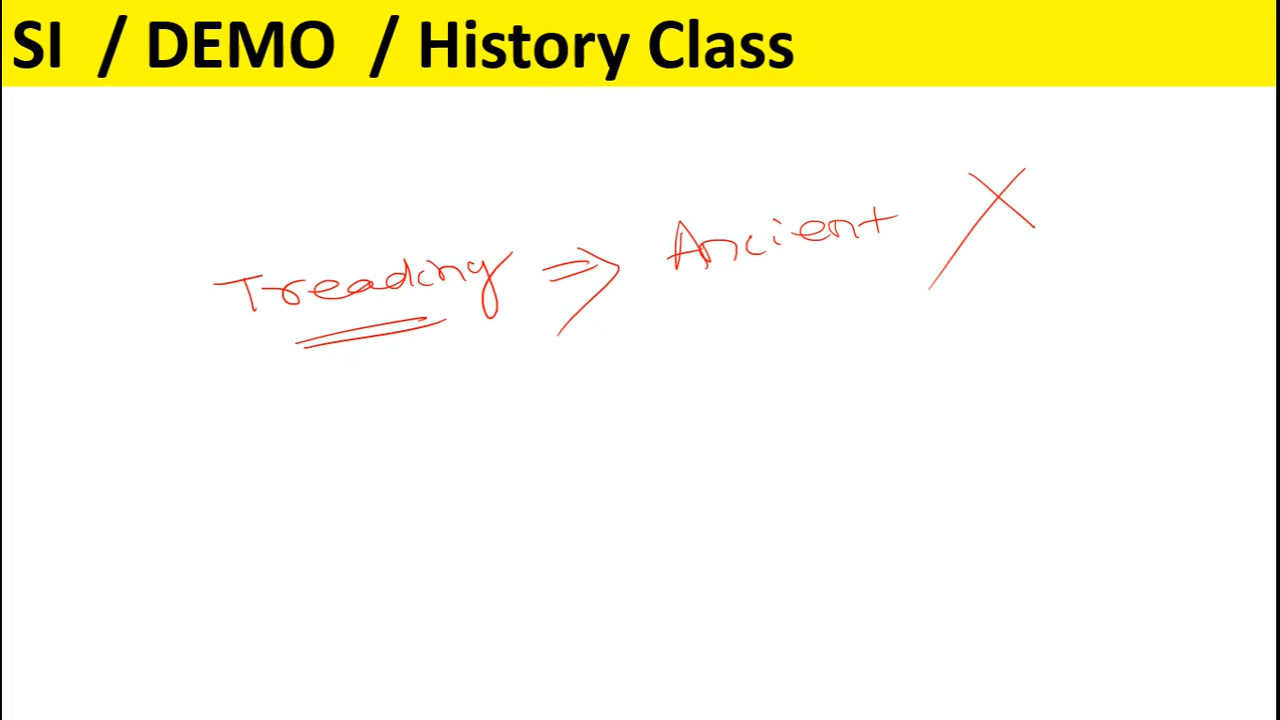 SI / DEMO / History Class
Treading ⇒ Ancient X